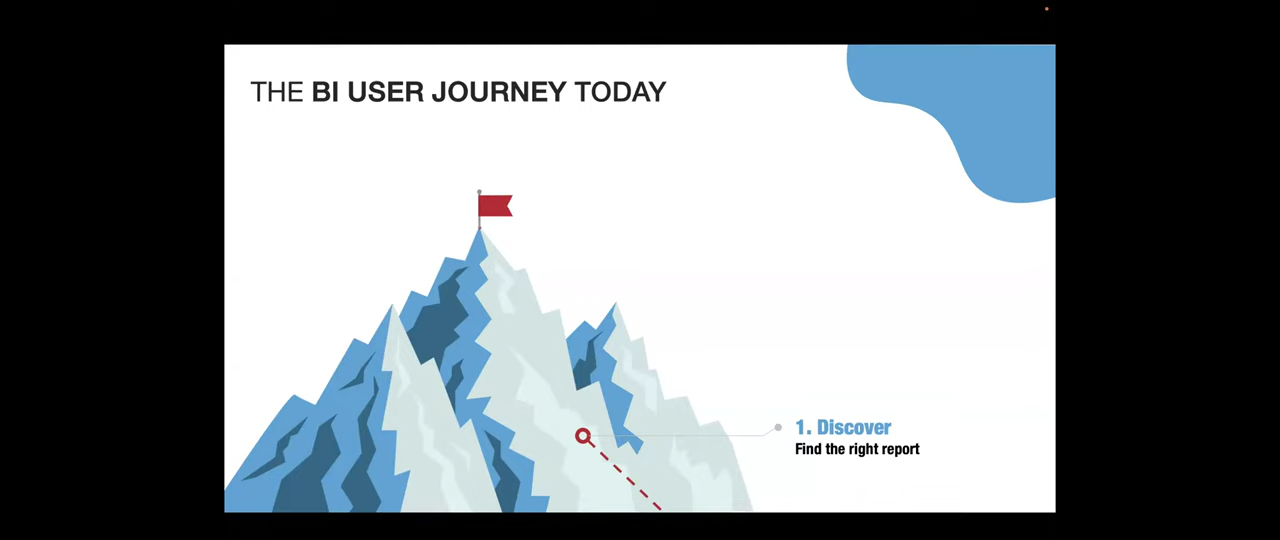 THE BI USER JOURNEY TODAY
1. Discover
Find the right report